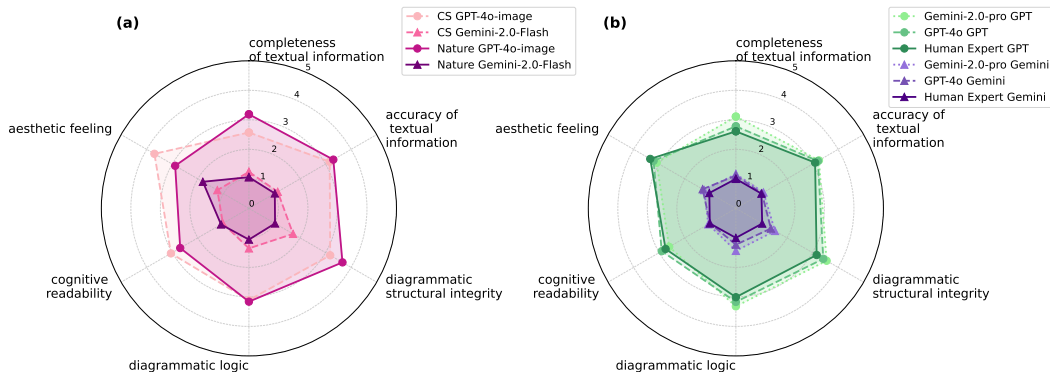 (a)
CS GPT-4o-image
CS Gemini-2.0-Flash
Nature GPT-4o-image
Nature Gemini-2.0-Flash
completeness
of textual information
accuracy of
textual
information
diagrammatic
structural integrity
diagrammatic logic
cognitive
readability
aesthetic feeling
0
1
2
3
4
5
(b)
Gemini-2.0-pro GPT
GPT-4o GPT
Human Expert GPT
Gemini-2.0-pro Gemini
GPT-4o Gemini
Human Expert Gemini
completeness
of textual information
accuracy of
textual
information
diagrammatic
structural integrity
diagrammatic logic
cognitive
readability
aesthetic feeling
0
1
2
3
4
5